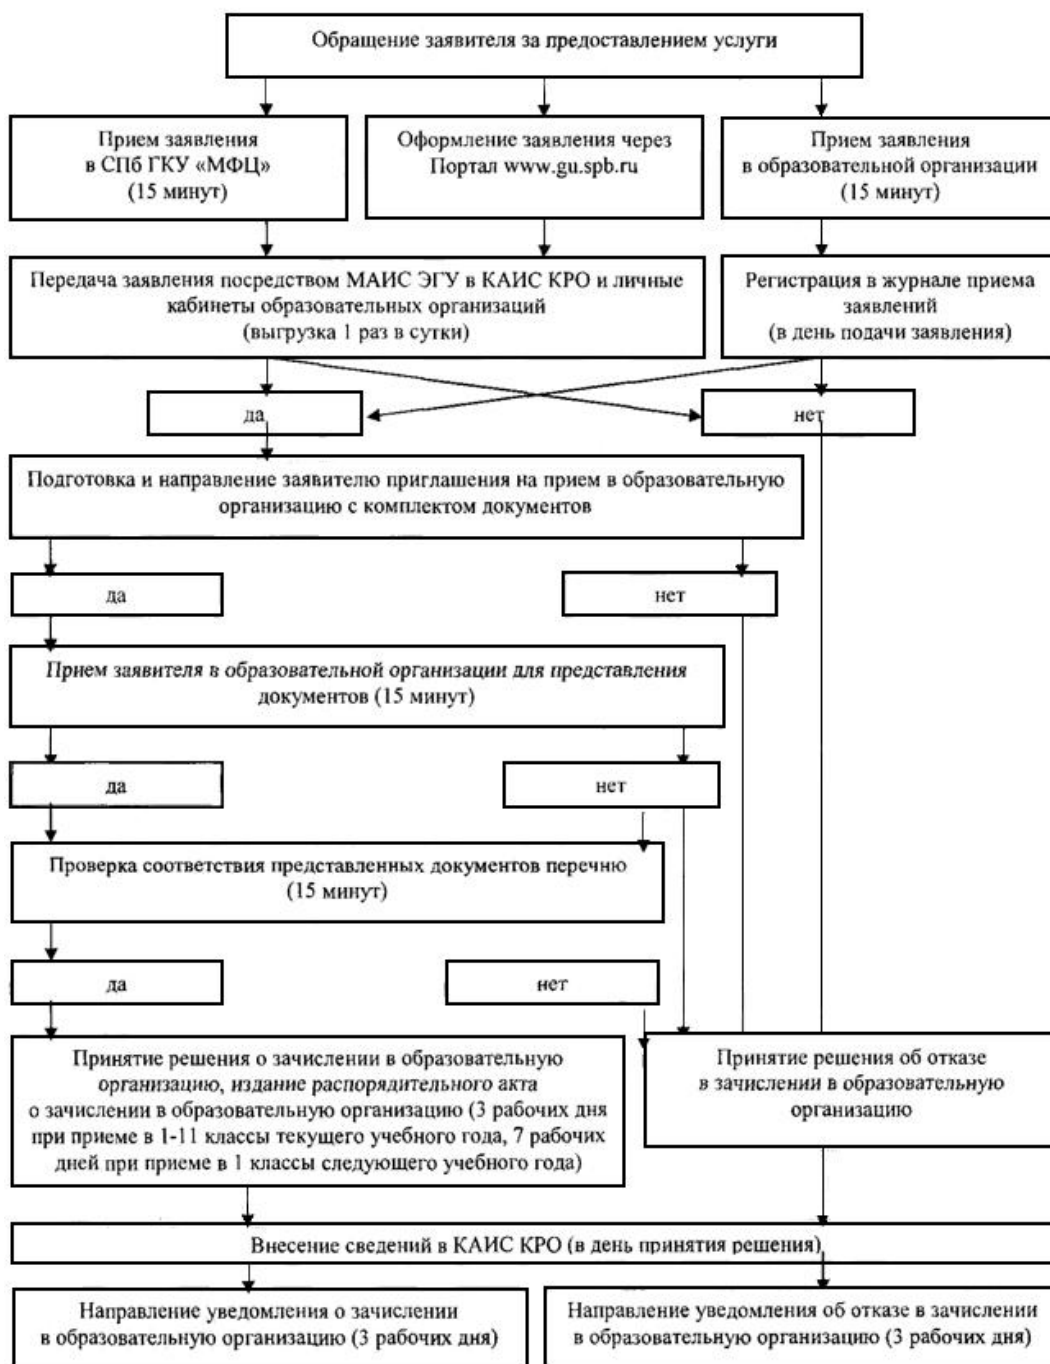 Обращение заявителя за предоставлением услуги
Прием заявления
в СПб ГКУ «МФЦ»
(15 минут)
Оформление заявления через
Портал www.gu.spb.ru
Прием заявления
в образовательной организации
(15 минут)
Передача заявления посредством МАИС ЭГУ в КАИС КРО и личные
кабинеты образовательных организаций
(выгрузка 1 раз в сутки)
Регистрация в журнале приема
заявлений
(в день подачи заявления)
да
нет
Подготовка и направление заявителю приглашения на прием в образовательную
организацию с комплектом документов
да
нет
Прием заявителя в образовательной организации для представления
документов (15 минут)
да
нет
Проверка соответствия представленных документов перечню
(15 минут)
да
нет
Принятие решения о зачислении в образовательную
организацию, издание распорядительного акта
о зачислении в образовательную организацию (3 рабочих дня
при приеме в 1-11 классы текущего учебного года, 7 рабочих
дней при приеме в 1 классы следующего учебного года)
Принятие решения об отказе
в зачислении в образовательную
организацию
Внесение сведений в КАИС КРО (в день принятия решения)
Направление уведомления о зачислении
в образовательную организацию (3 рабочих дня)
Направление уведомления об отказе в зачислении
в образовательную организацию (3 рабочих дня)